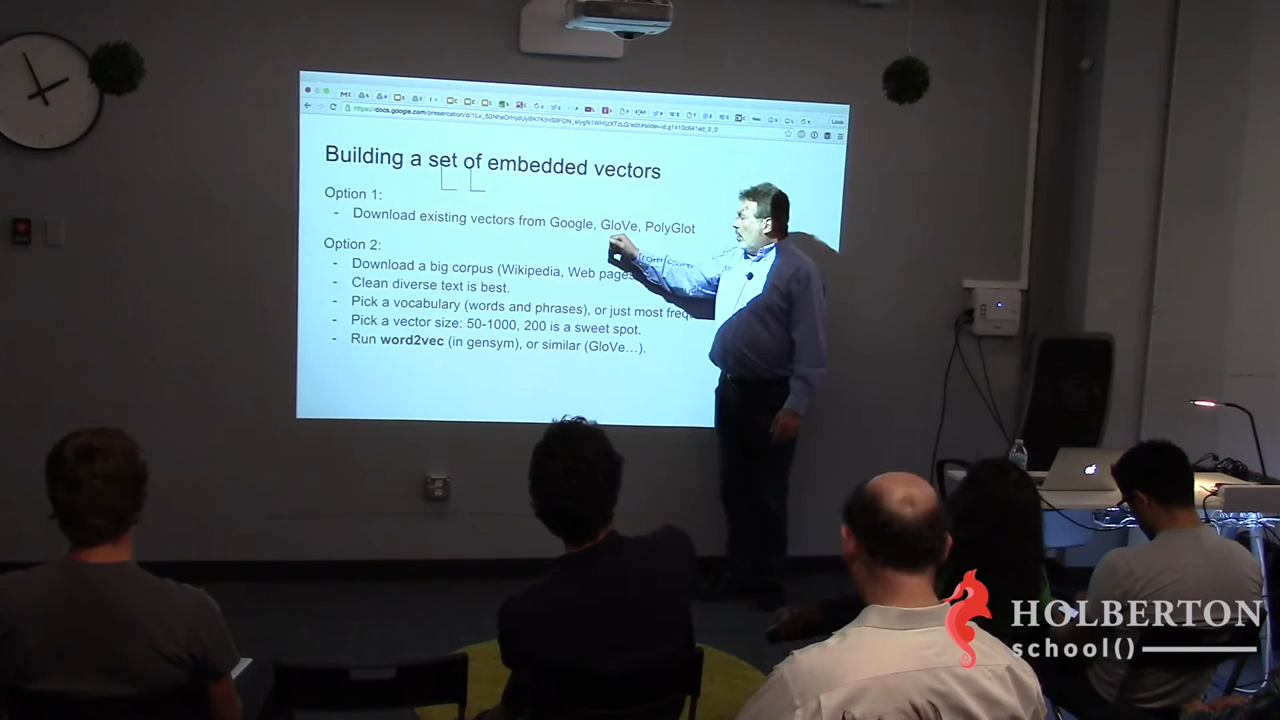 Louis
Building a set of embedded vectors
Option 1:
- Download existing vectors from Google, GloVe, PolyGlot
Option 2:
- Download a big corpus (Wikipedia, Web pages
- Clean diverse text is best.
- Pick a vocabulary (words and phrases), or just most freq
- Pick a vector size: 50-1000, 200 is a sweet spot.
- Run word2vec (in gensym), or similar (GloVe…).
HOLBERTON
school()